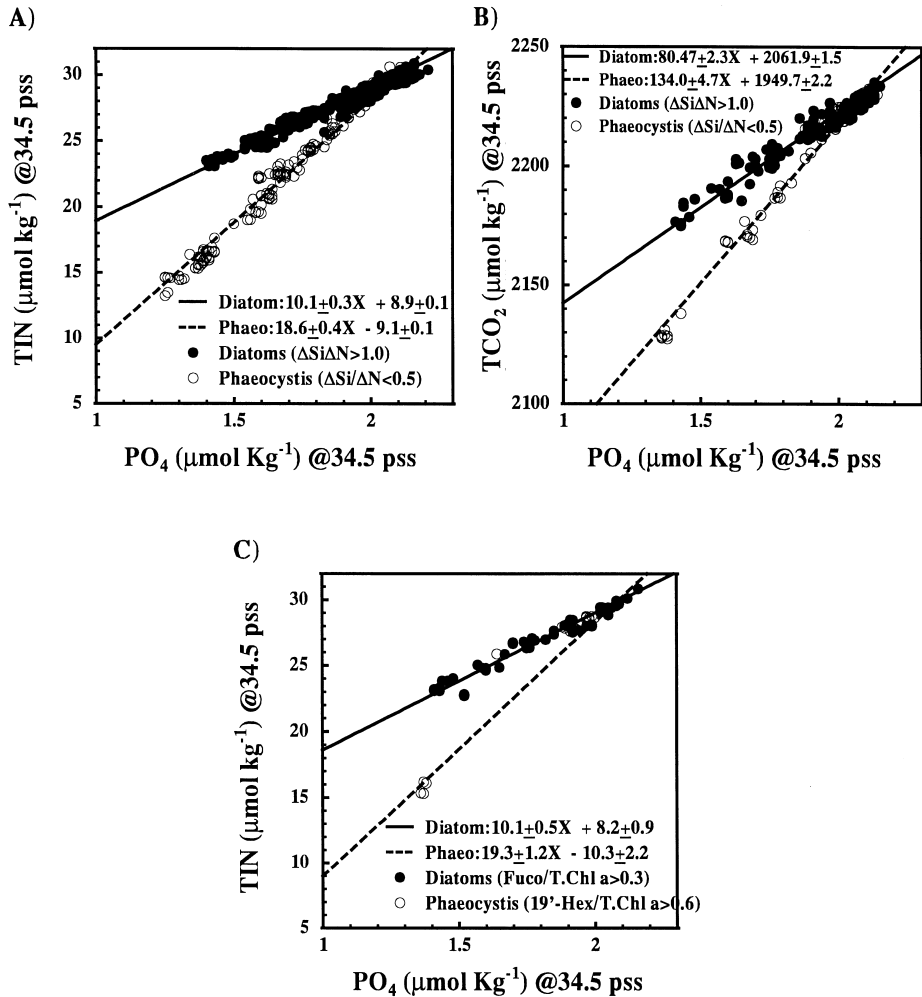 A)
TIN (μmol kg⁻¹) @34.5 pss
30
25
20
15
10
5
Diatom:10.1±0.3X + 8.9±0.1
Phaeo:18.6±0.4X - 9.1±0.1
Diatoms (ΔSiΔN>1.0)
Phaeocystis (ΔSi/ΔN<0.5)
1 1.5 2
PO₄ (μmol Kg⁻¹) @34.5 pss
B)
TCO₂ (μmol kg⁻¹) @34.5 pss
2250
2200
2150
2100
Diatom:80.47±2.3X + 2061.9±1.5
Phaeo:134.0±4.7X + 1949.7±2.2
Diatoms (ΔSiΔN>1.0)
Phaeocystis (ΔSi/ΔN<0.5)
1 1.5 2
PO₄ (μmol Kg⁻¹) @34.5 pss
C)
TIN (μmol kg⁻¹) @34.5 pss
30
25
20
15
10
5
Diatom:10.1±0.5X + 8.2±0.9
Phaeo:19.3±1.2X - 10.3±2.2
Diatoms (Fuco/T.Chl a>0.3)
Phaeocystis (19'-Hex/T.Chl a>0.6)
1 1.5 2
PO₄ (μmol Kg⁻¹) @34.5 pss